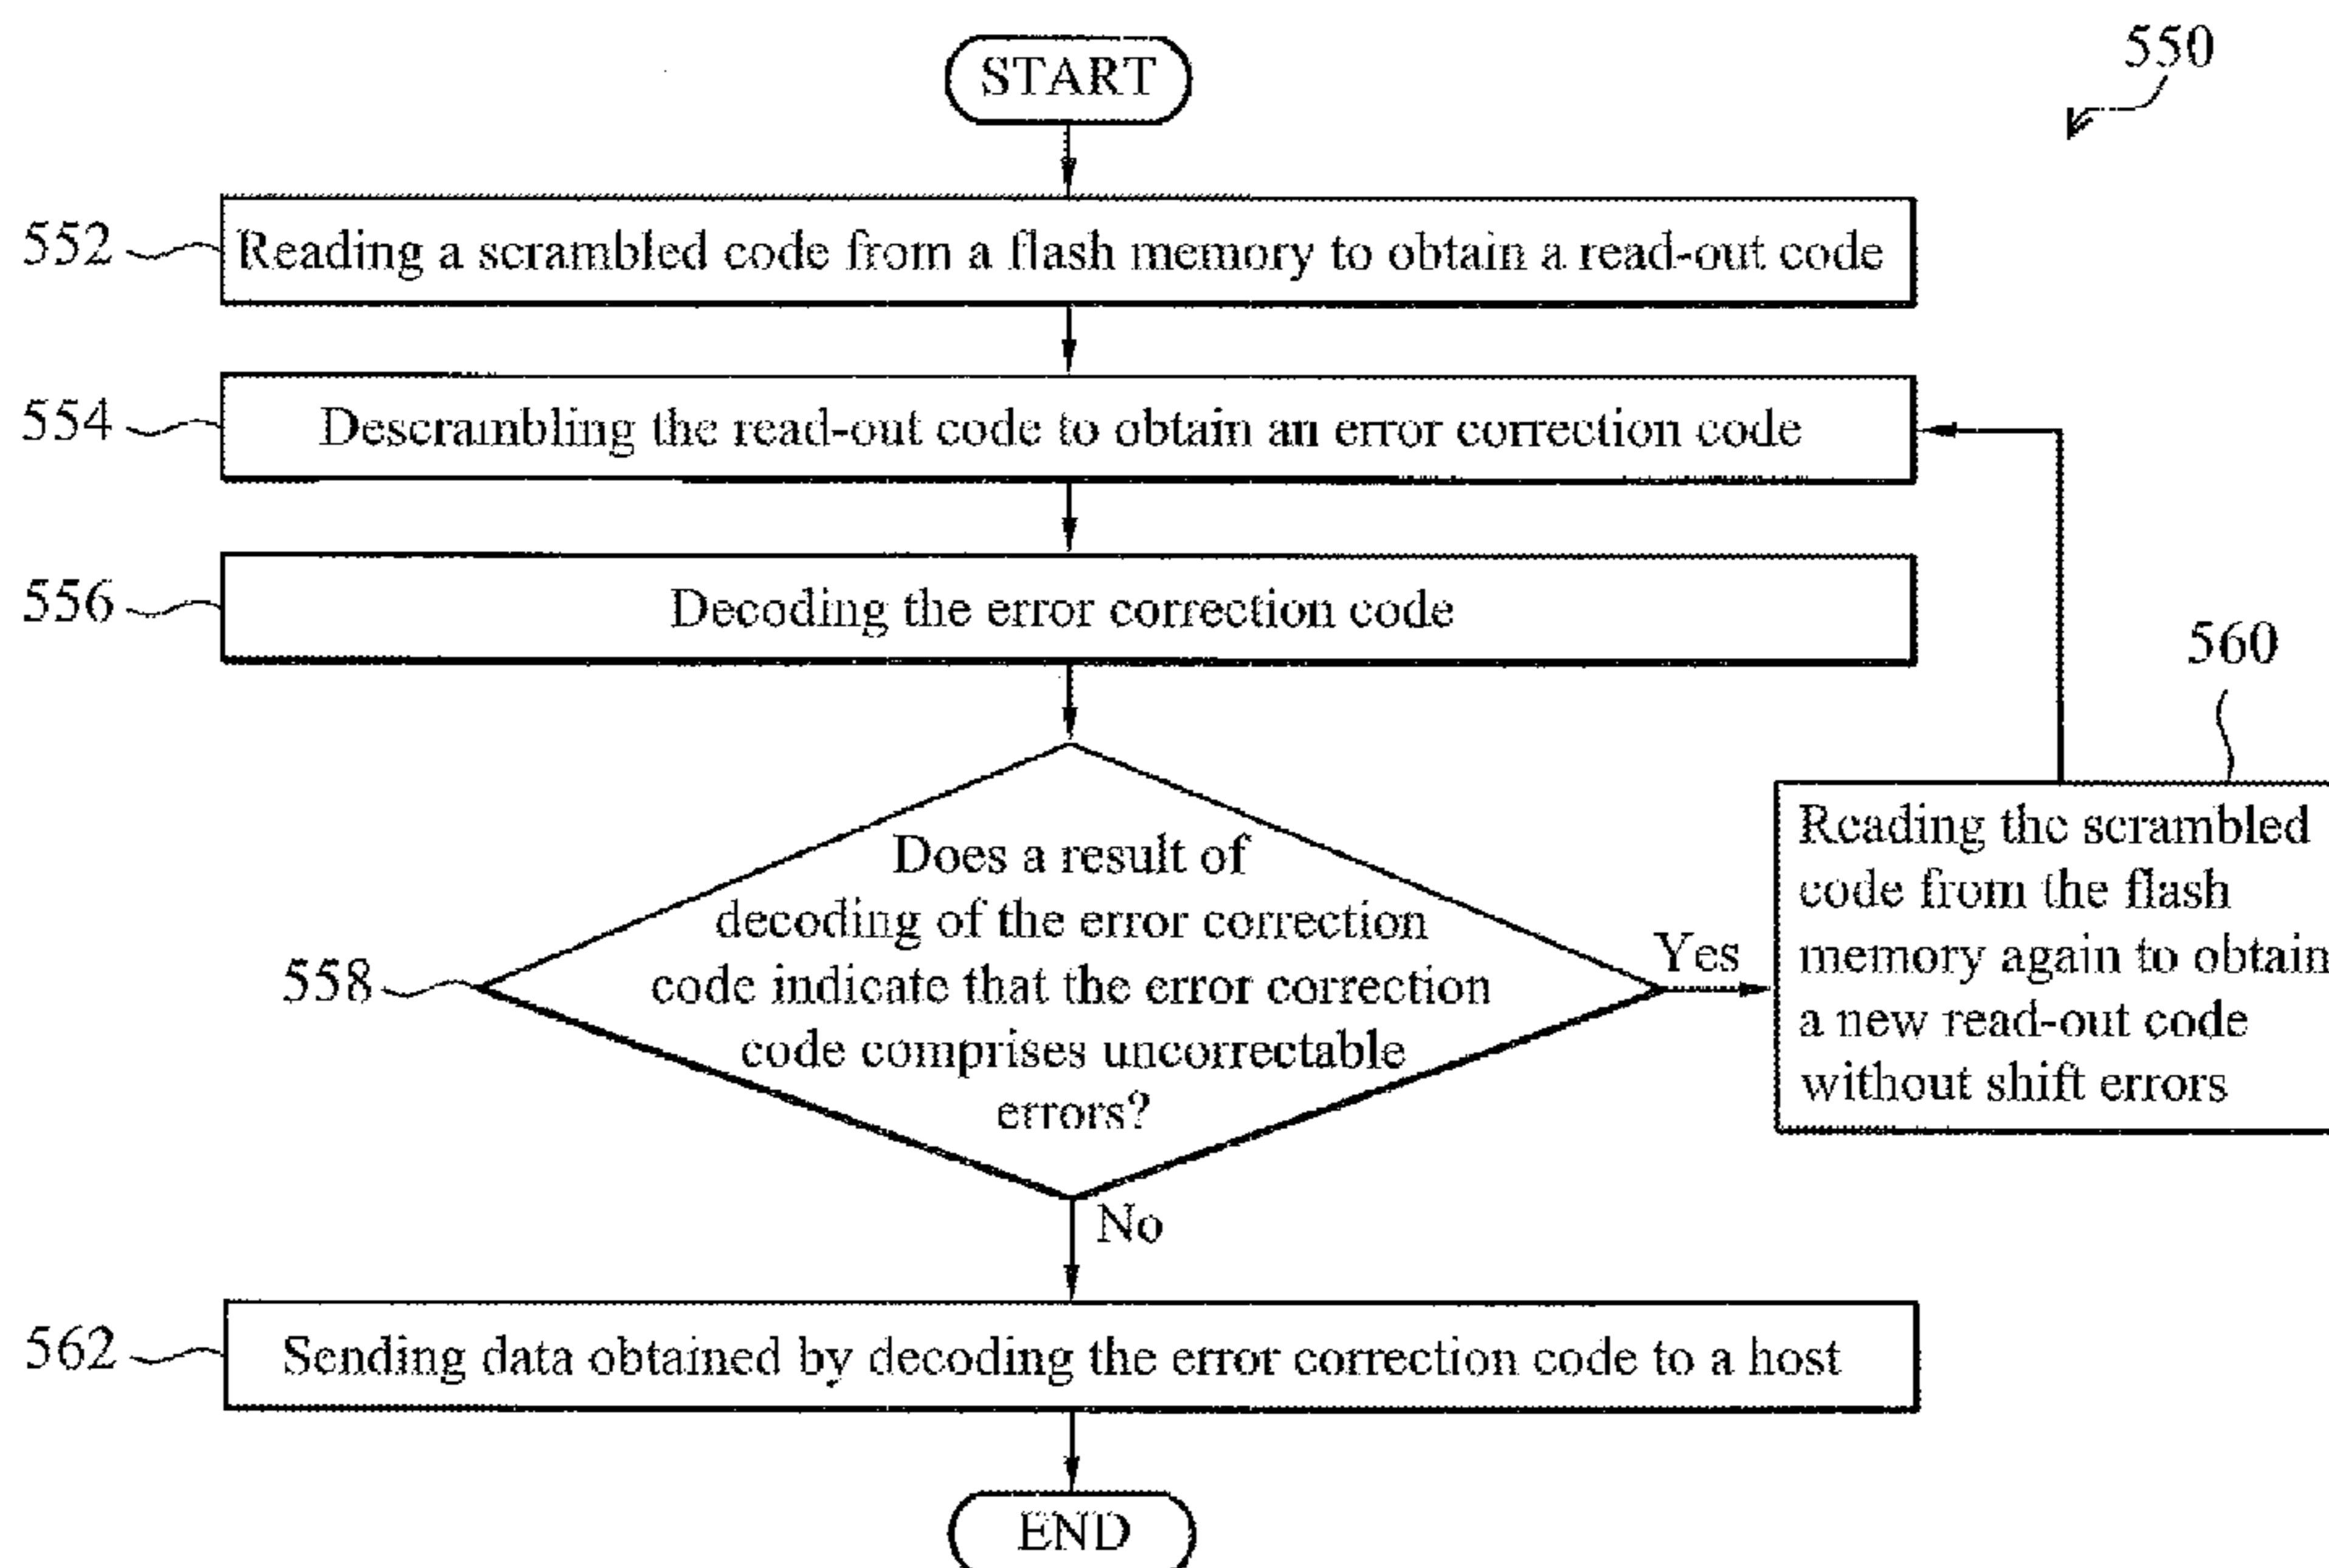 550
START
552
Reading a scrambled code from a flash memory to obtain a read-out code
554
Descrambling the read-out code to obtain an error correction code
556
Decoding the error correction code
558
Does a result of
decoding of the error correction
code indicate that the error correction
code comprises uncorrectable
errors?
Yes
560
Reading the scrambled
code from the flash
memory again to obtain
a new read-out code
without shift errors
No
562
Sending data obtained by decoding the error correction code to a host
END